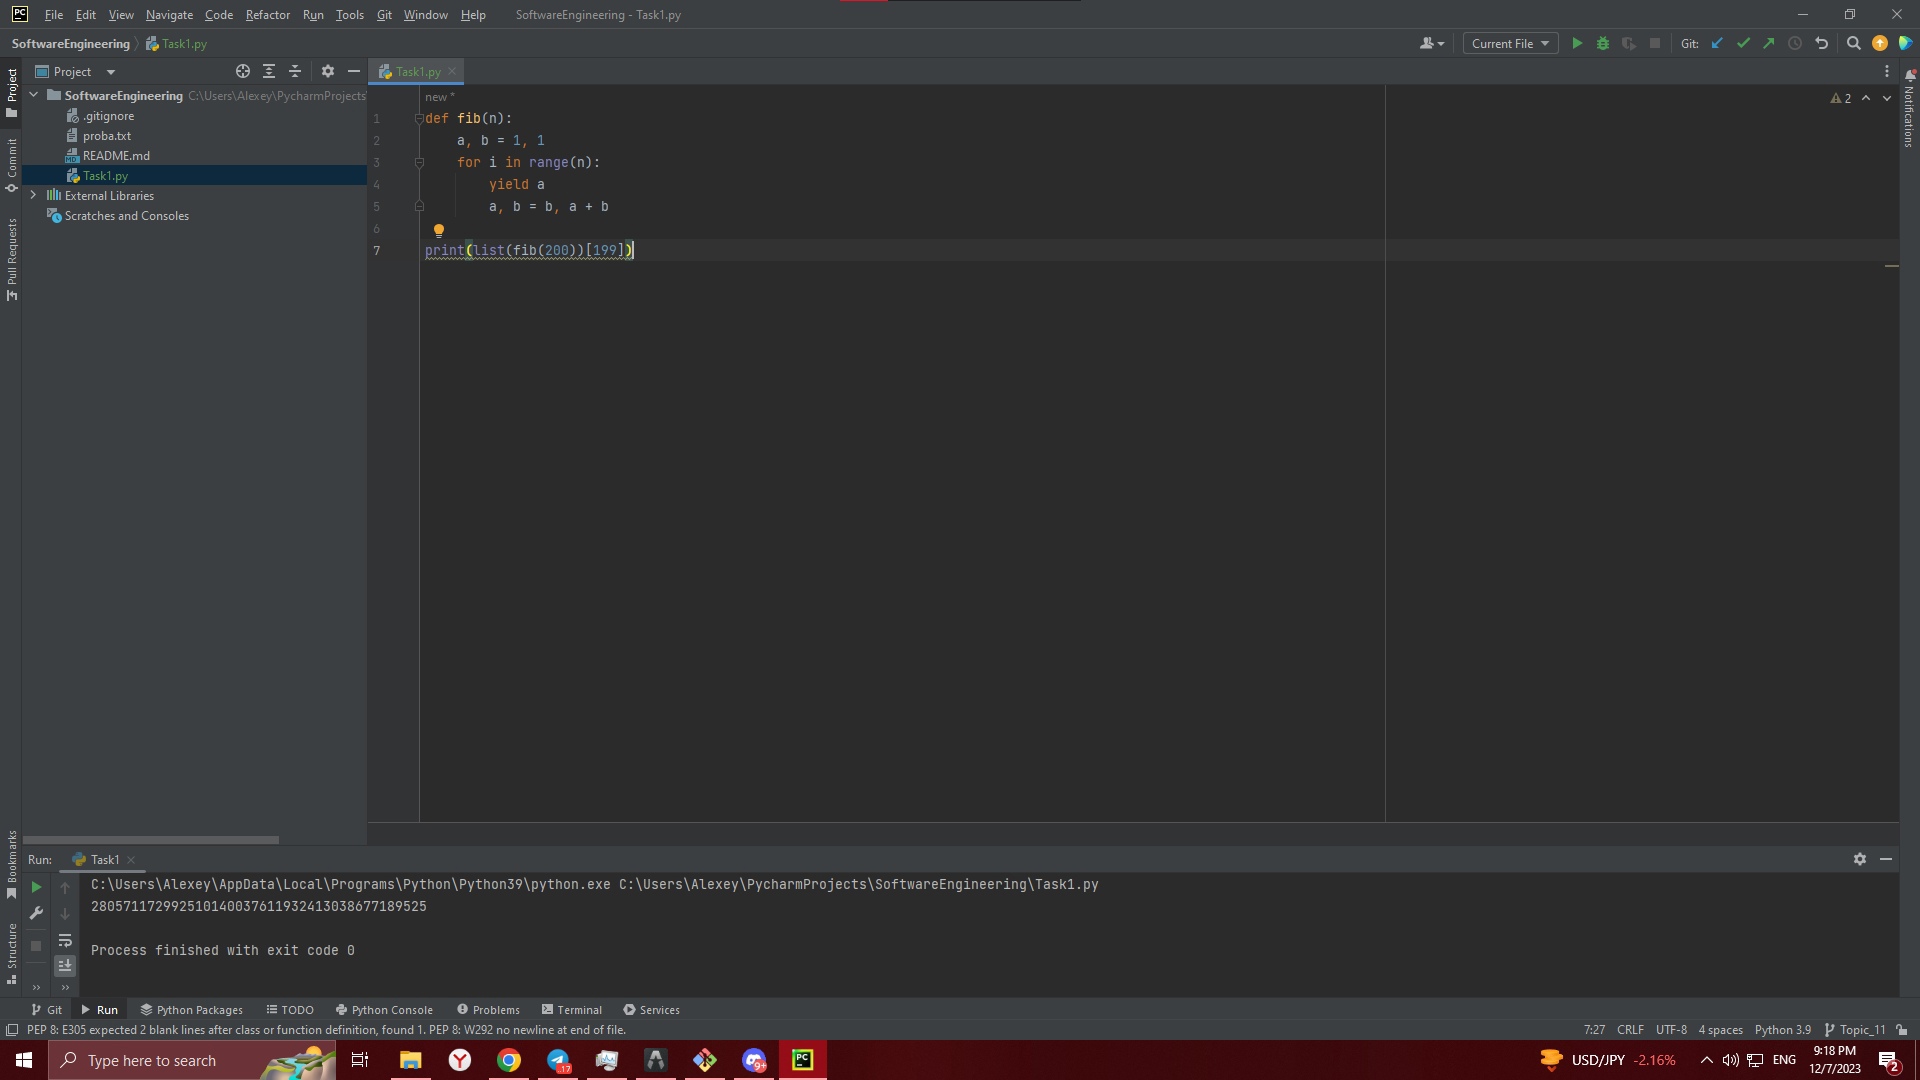 PC File Edit View Navigate Code Refactor Run Tools Git Window Help SoftwareEngineering - Task1.py
SoftwareEngineering Task1.py Current File Git:
Project Project Task1.py
SoftwareEngineering C:\Users\Alexey\PycharmProjects
.gitignore
proba.txt
README.md
Task1.py
External Libraries
Scratches and Consoles
Commit
Pull Requests
Bookmarks
Structure
Notifications
new *
2
1 def fib(n):
2 a, b = 1, 1
3 for i in range(n):
4 yield a
5 a, b = b, a + b
6
7 print(list(fib(200))[199])
Run: Task1
C:\Users\Alexey\AppData\Local\Programs\Python\Python39\python.exe C:\Users\Alexey\PycharmProjects\SoftwareEngineering\Task1.py
280571172992510140037611932413038677189525
Process finished with exit code 0
Git Run Python Packages TODO Python Console Problems Terminal Services
PEP 8: E305 expected 2 blank lines after class or function definition, found 1. PEP 8: W292 no newline at end of file. 7:27 CRLF UTF-8 4 spaces Python 3.9 Topic_11
Type here to search 17 9+ PC USD/JPY -2.16% ENG 9:18 PM
12/7/2023 2